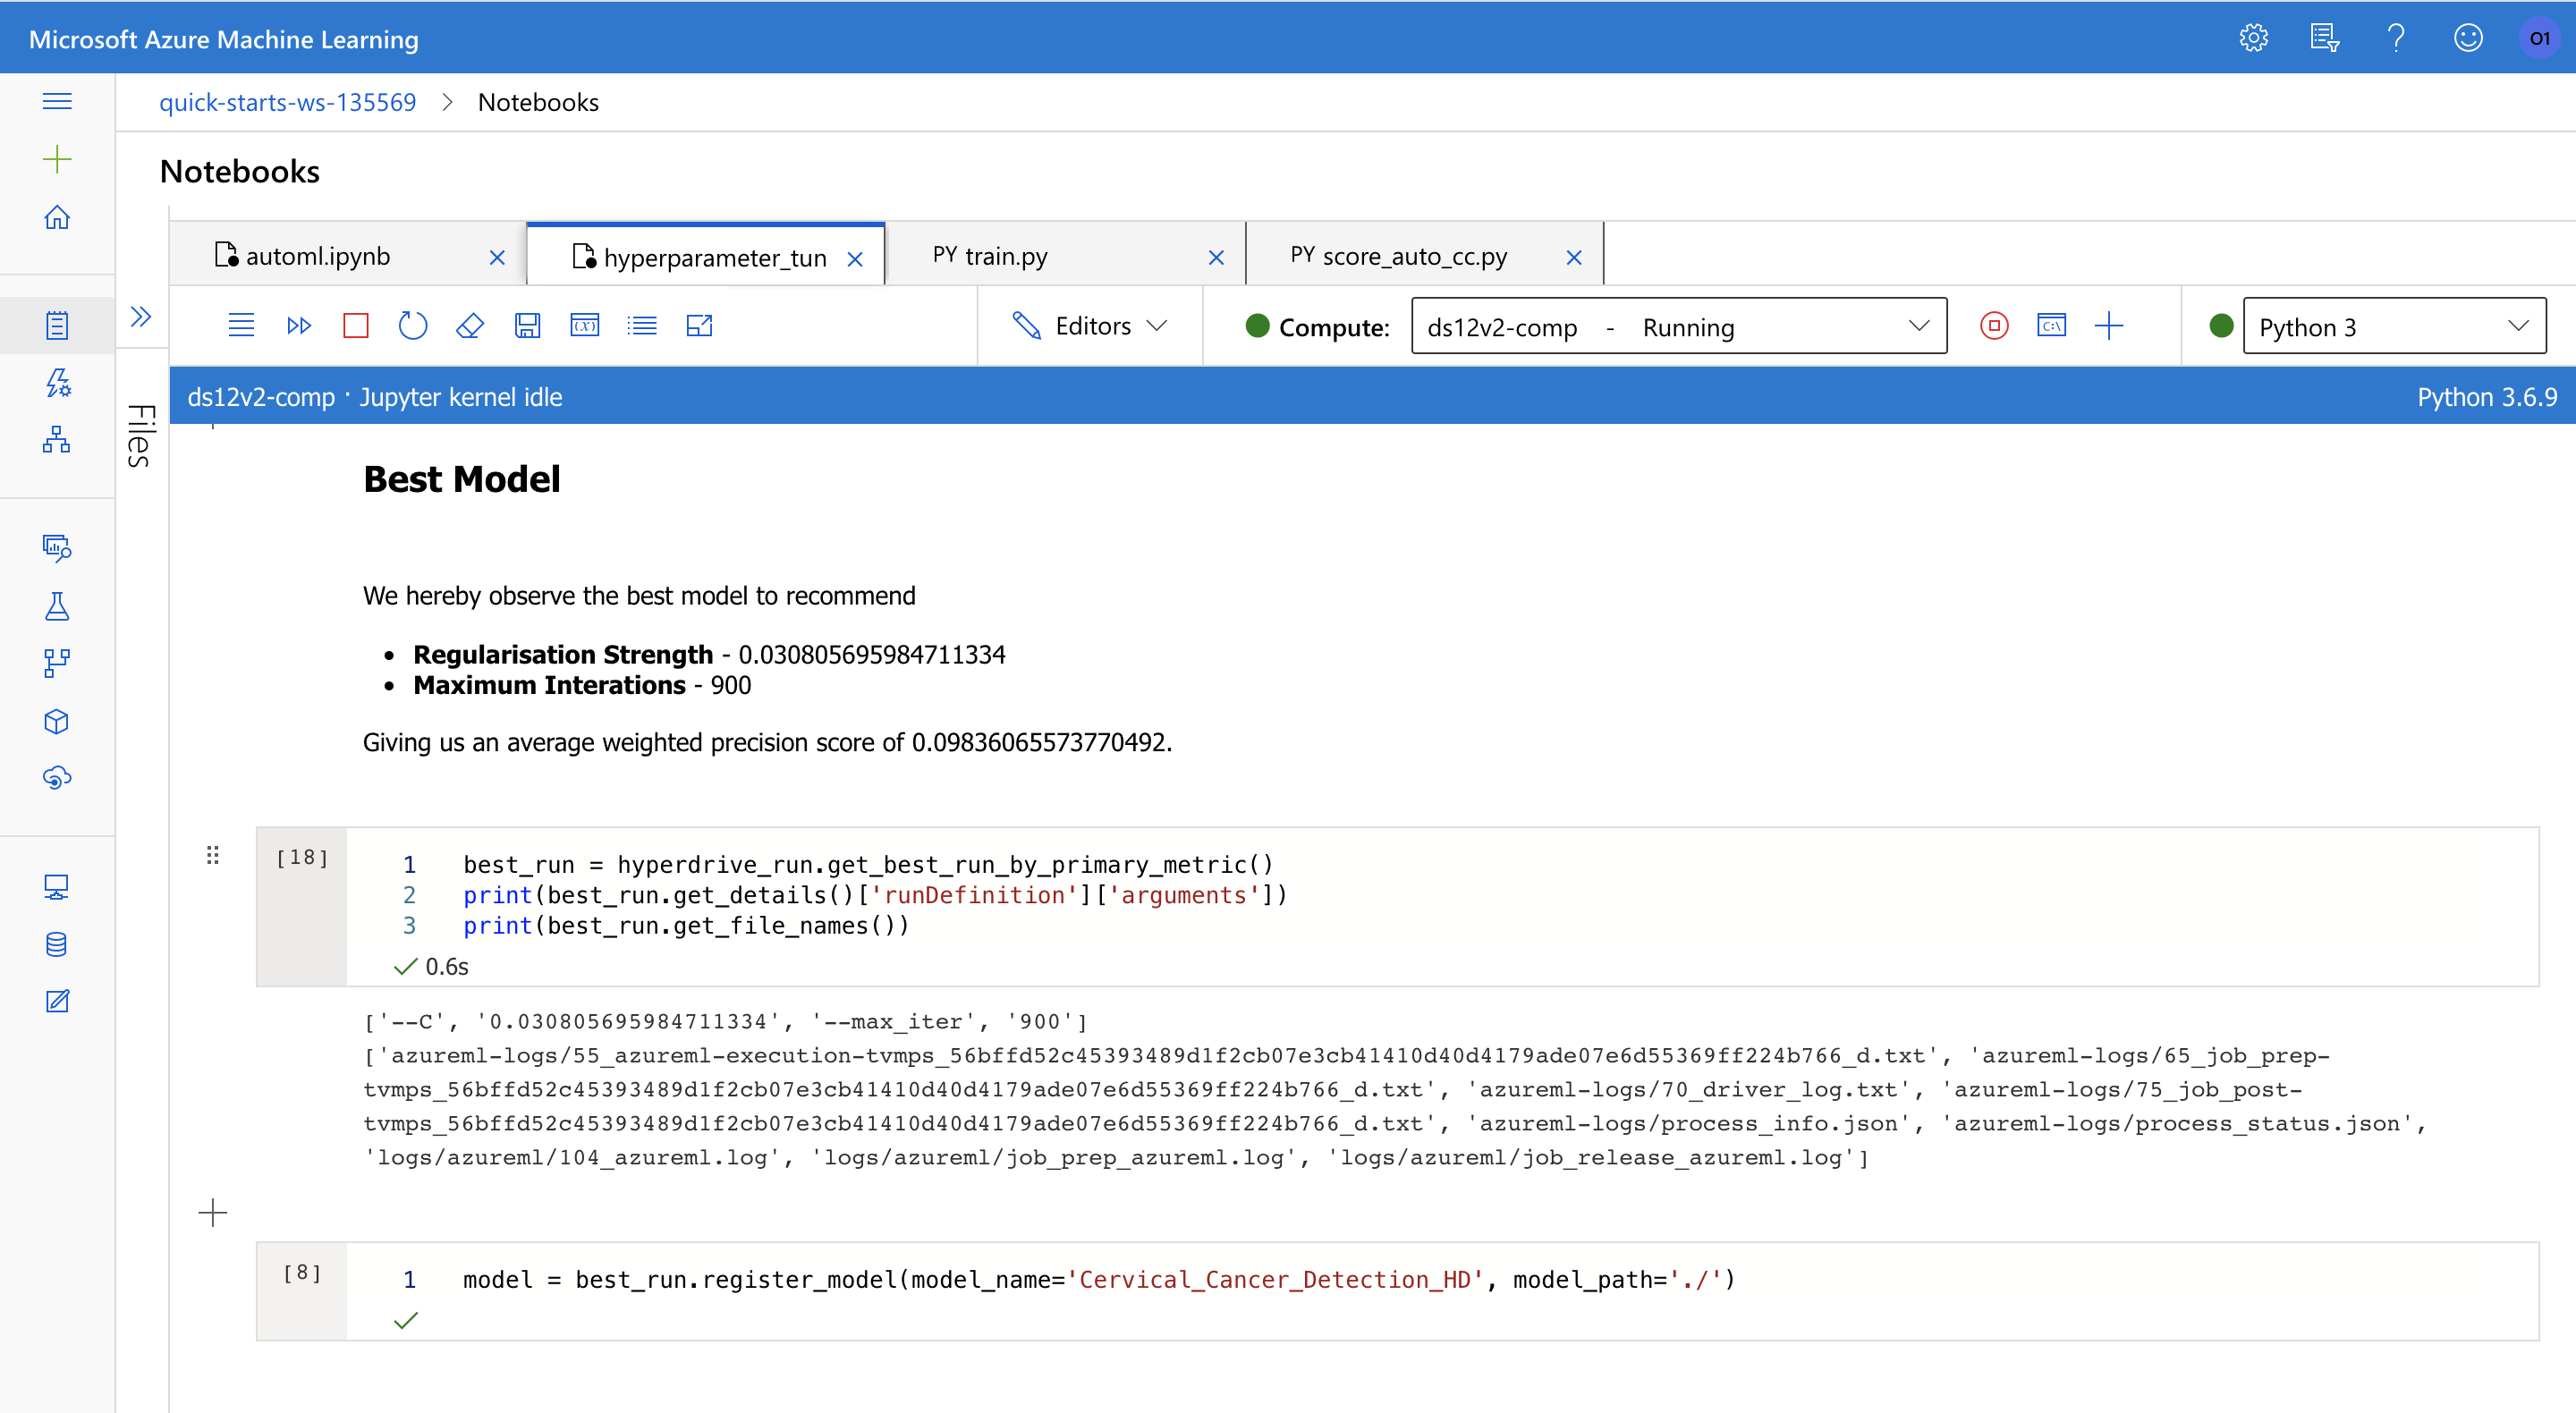 Microsoft Azure Machine Learning
O1
quick-starts-ws-135569 > Notebooks
Notebooks
automl.ipynb
hyperparameter_tun
PY train.py
PY score_auto_cc.py
Editors
Compute:
ds12v2-comp - Running
Python 3
ds12v2-comp · Jupyter kernel idle
Python 3.6.9
Files
Best Model
We hereby observe the best model to recommend
• Regularisation Strength - 0.030805695984711334
• Maximum Interations - 900
Giving us an average weighted precision score of 0.09836065573770492.
[18]
1 best_run = hyperdrive_run.get_best_run_by_primary_metric()
2 print(best_run.get_details()['runDefinition']['arguments'])
3 print(best_run.get_file_names())
0.6s
['--C', '0.030805695984711334', '--max_iter', '900']
['azureml-logs/55_azureml-execution-tvmps_56bffd52c45393489d1f2cb07e3cb41410d40d4179ade07e6d55369ff224b766_d.txt', 'azureml-logs/65_job_prep-
tvmps_56bffd52c45393489d1f2cb07e3cb41410d40d4179ade07e6d55369ff224b766_d.txt', 'azureml-logs/70_driver_log.txt', 'azureml-logs/75_job_post-
tvmps_56bffd52c45393489d1f2cb07e3cb41410d40d4179ade07e6d55369ff224b766_d.txt', 'azureml-logs/process_info.json', 'azureml-logs/process_status.json',
'logs/azureml/104_azureml.log', 'logs/azureml/job_prep_azureml.log', 'logs/azureml/job_release_azureml.log']
[8]
1 model = best_run.register_model(model_name='Cervical_Cancer_Detection_HD', model_path='./')